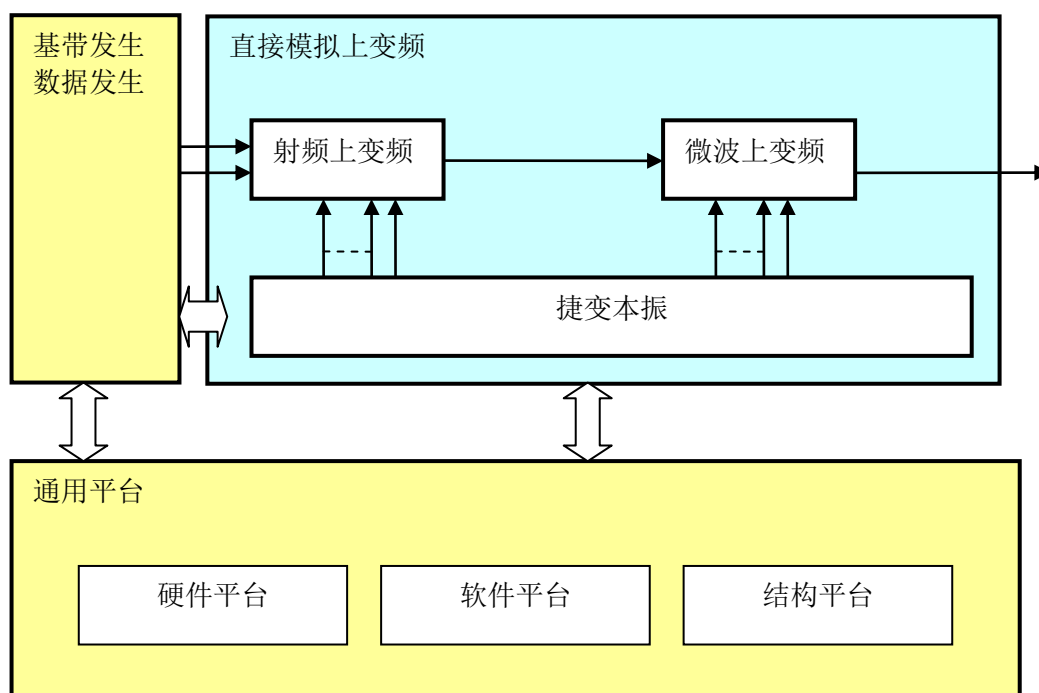 基带发生
数据发生
直接模拟上变频
射频上变频
微波上变频
捷变本振
通用平台
硬件平台
软件平台
结构平台